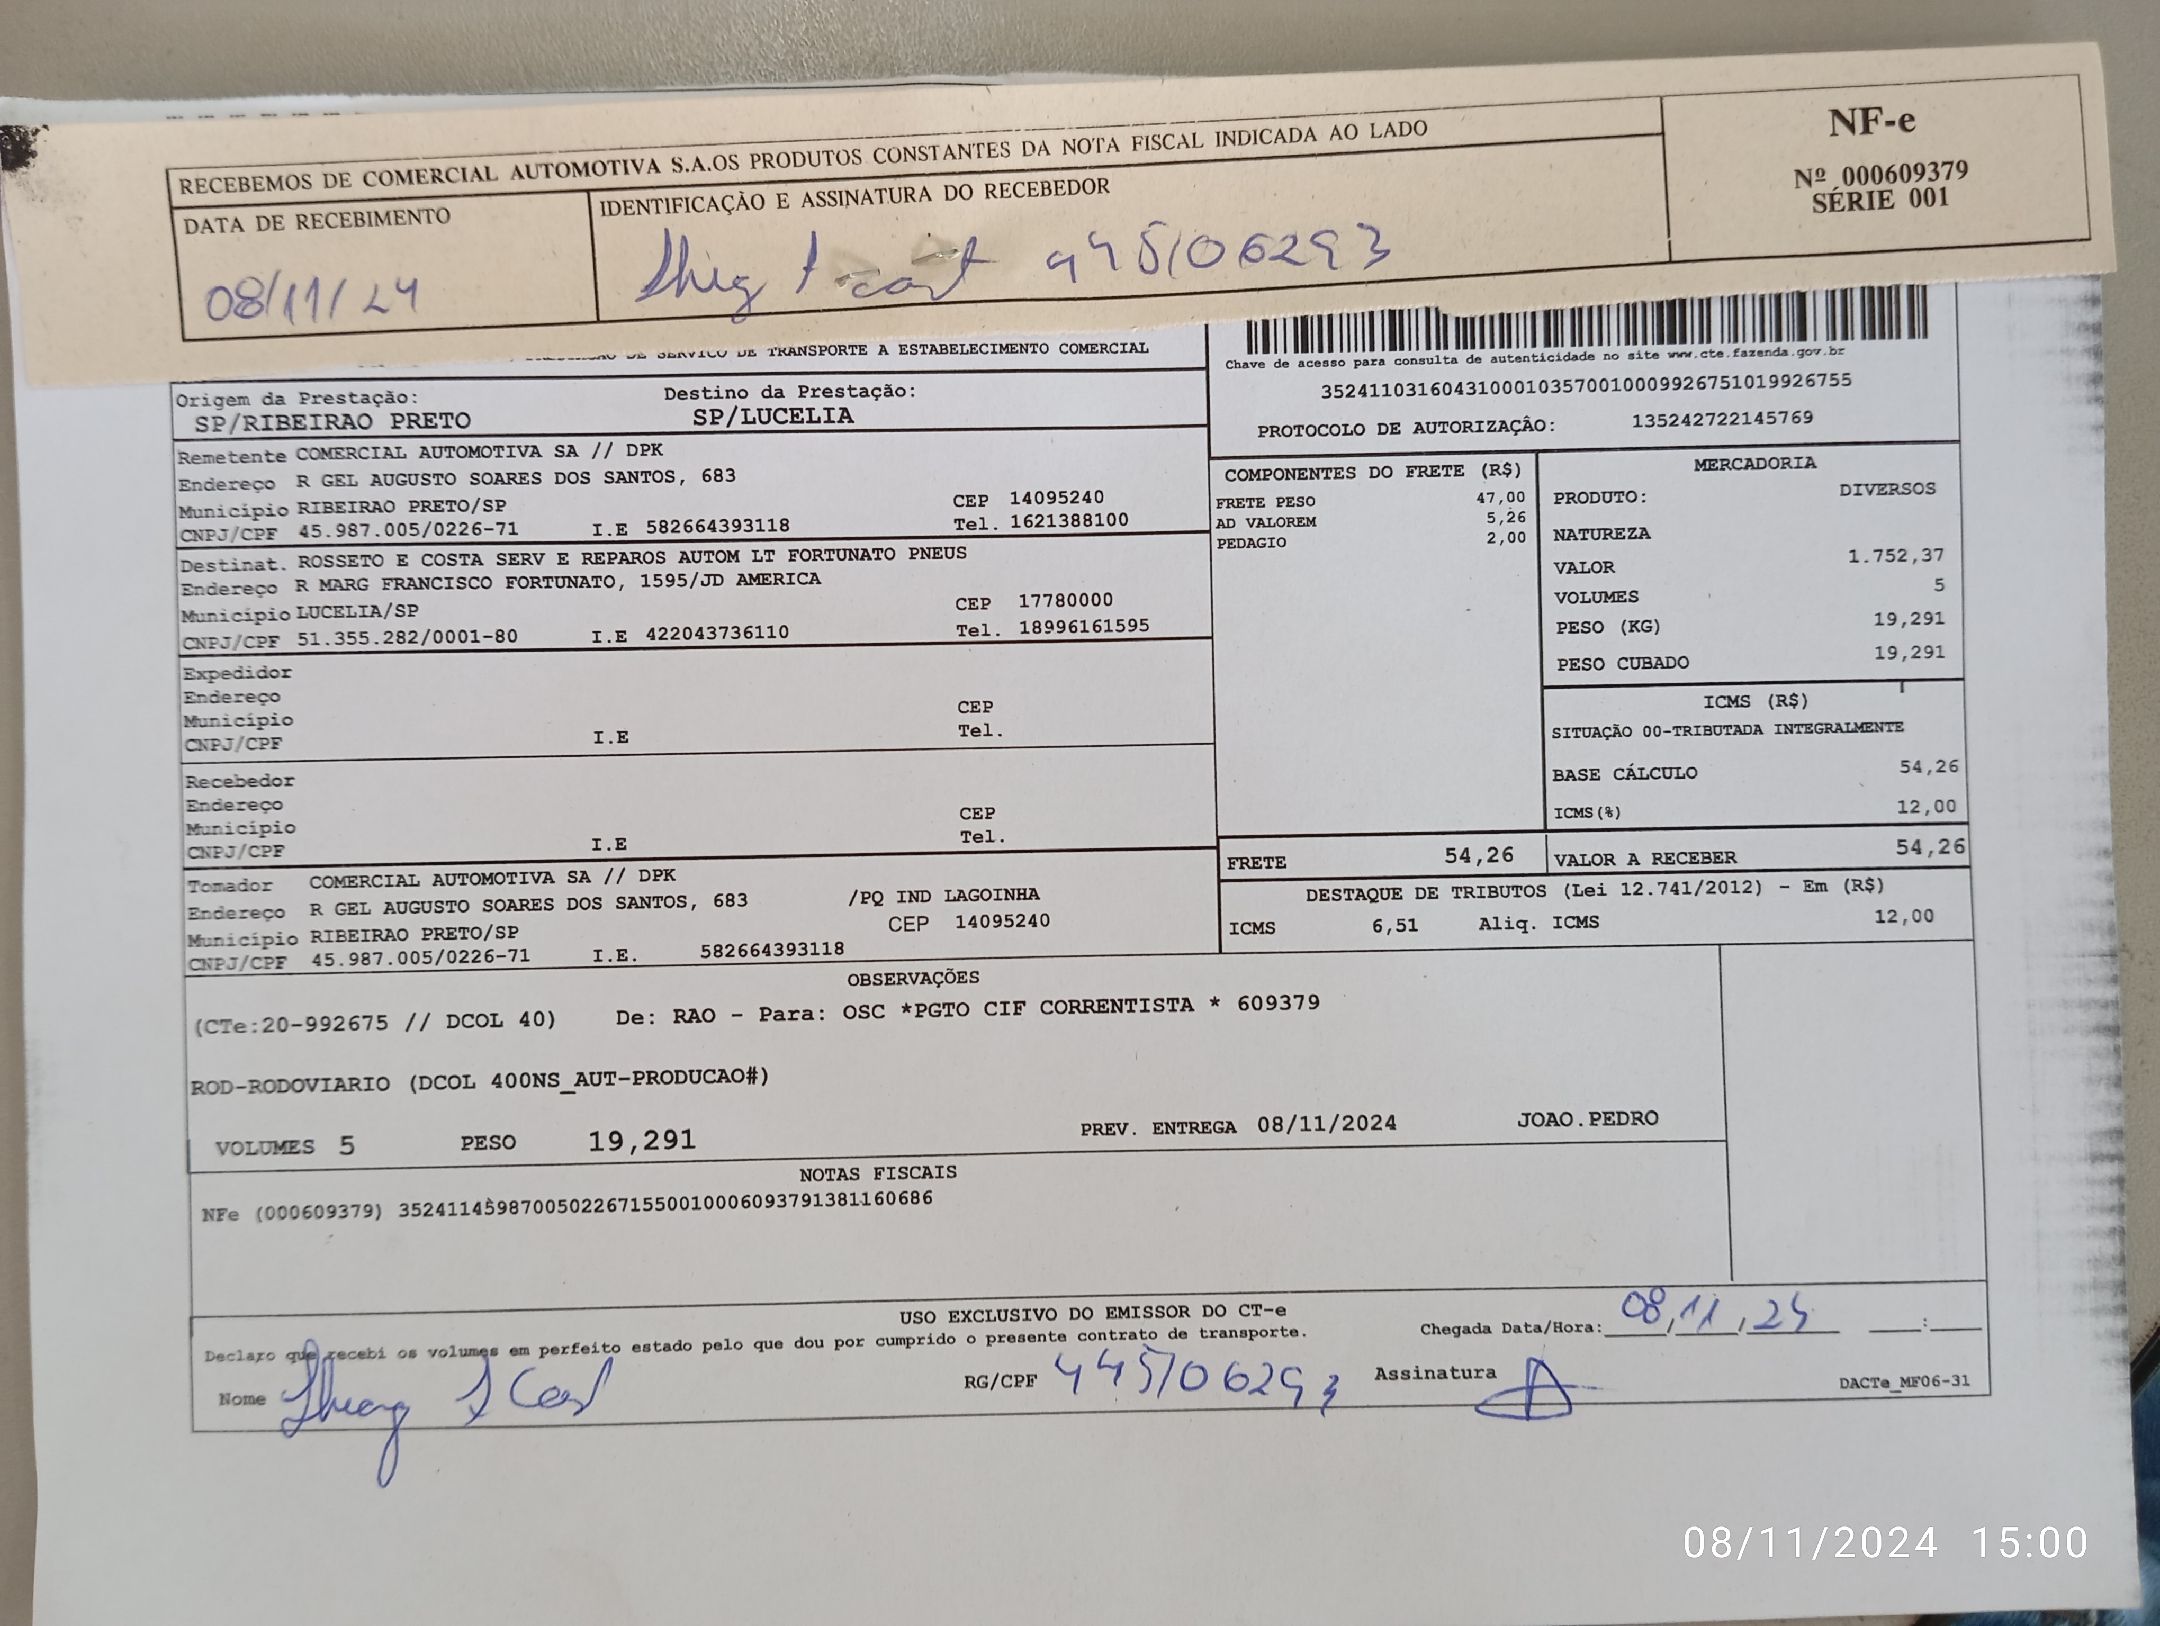 RECEBEMOS DE COMERCIAL AUTOMOTIVA S.A.OS PRODUTOS CONSTANTES DA NOTA FISCAL INDICADA AO LADO
NF-e
Nº 000609379
SÉRIE 001
DATA DE RECEBIMENTO
IDENTIFICAÇÃO E ASSINATURA DO RECEBEDOR
08/11/24
445106293
DE SERVICO DE TRANSPORTE A ESTABELECIMENTO COMERCIAL
Chave de acesso para consulta de autenticidade no site www.cte.fazenda.gov.br
35241103160431000103570010009926751019926755
PROTOCOLO DE AUTORIZAÇÂO: 135242722145769
Origem da Prestação: Destino da Prestação:
SP/RIBEIRAO PRETO SP/LUCELIA
Remetente COMERCIAL AUTOMOTIVA SA // DPK
Endereço R GEL AUGUSTO SOARES DOS SANTOS, 683
Município RIBEIRAO PRETO/SP CEP 14095240
CNPJ/CPF 45.987.005/0226-71 I.E 582664393118 Tel. 1621388100
Destinat. ROSSETO E COSTA SERV E REPAROS AUTOM LT FORTUNATO PNEUS
Endereço R MARG FRANCISCO FORTUNATO, 1595/JD AMERICA
Município LUCELIA/SP CEP 17780000
CNPJ/CPF 51.355.282/0001-80 I.E 422043736110 Tel. 18996161595
Expedidor
Endereço
Município CEP
CNPJ/CPF I.E Tel.
Recebedor
Endereço
Município CEP
CNPJ/CPF I.E Tel.
Tomador COMERCIAL AUTOMOTIVA SA // DPK
Endereço R GEL AUGUSTO SOARES DOS SANTOS, 683 /PQ IND LAGOINHA
Município RIBEIRAO PRETO/SP CEP 14095240
CNPJ/CPF 45.987.005/0226-71 I.E. 582664393118
COMPONENTES DO FRETE (R$)
FRETE PESO 47,00
AD VALOREM 5,26
PEDAGIO 2,00
MERCADORIA
PRODUTO: DIVERSOS
NATUREZA
VALOR 1.752,37
VOLUMES 5
PESO (KG) 19,291
PESO CUBADO 19,291
ICMS (R$)
SITUAÇÃO 00-TRIBUTADA INTEGRALMENTE
BASE CÁLCULO 54,26
ICMS(%) 12,00
FRETE 54,26 VALOR A RECEBER 54,26
DESTAQUE DE TRIBUTOS (Lei 12.741/2012) - Em (R$)
ICMS 6,51 Aliq. ICMS 12,00
OBSERVAÇÕES
(CTe:20-992675 // DCOL 40) De: RAO - Para: OSC *PGTO CIF CORRENTISTA * 609379
ROD-RODOVIARIO (DCOL 400NS_AUT-PRODUCAO#)
VOLUMES 5 PESO 19,291 PREV. ENTREGA 08/11/2024 JOAO.PEDRO
NOTAS FISCAIS
NFe (000609379) 35241145987005022671550010006093791381160686
USO EXCLUSIVO DO EMISSOR DO CT-e
Declaro que recebi os volumes em perfeito estado pelo que dou por cumprido o presente contrato de transporte.
Chegada Data/Hora: 08/11/24 :
Nome RG/CPF 445106293 Assinatura
DACTe_MF06-31
08/11/2024 15:00